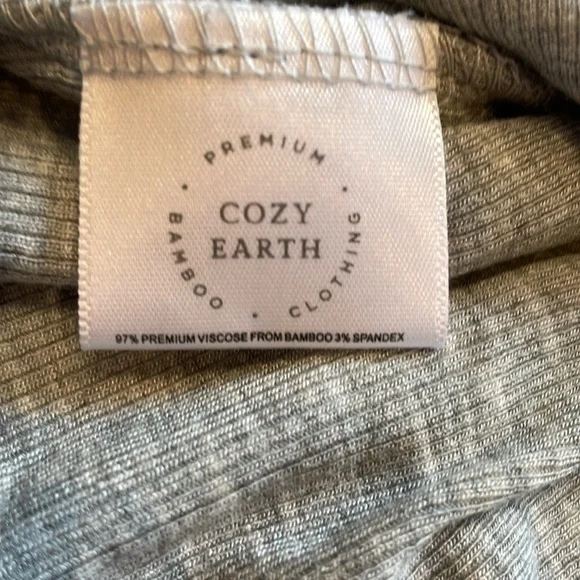 PREMIUM
COZY
EARTH
BAMBOO
CLOTHING
97% PREMIUM VISCOSE FROM BAMBOO 3% SPANDEX